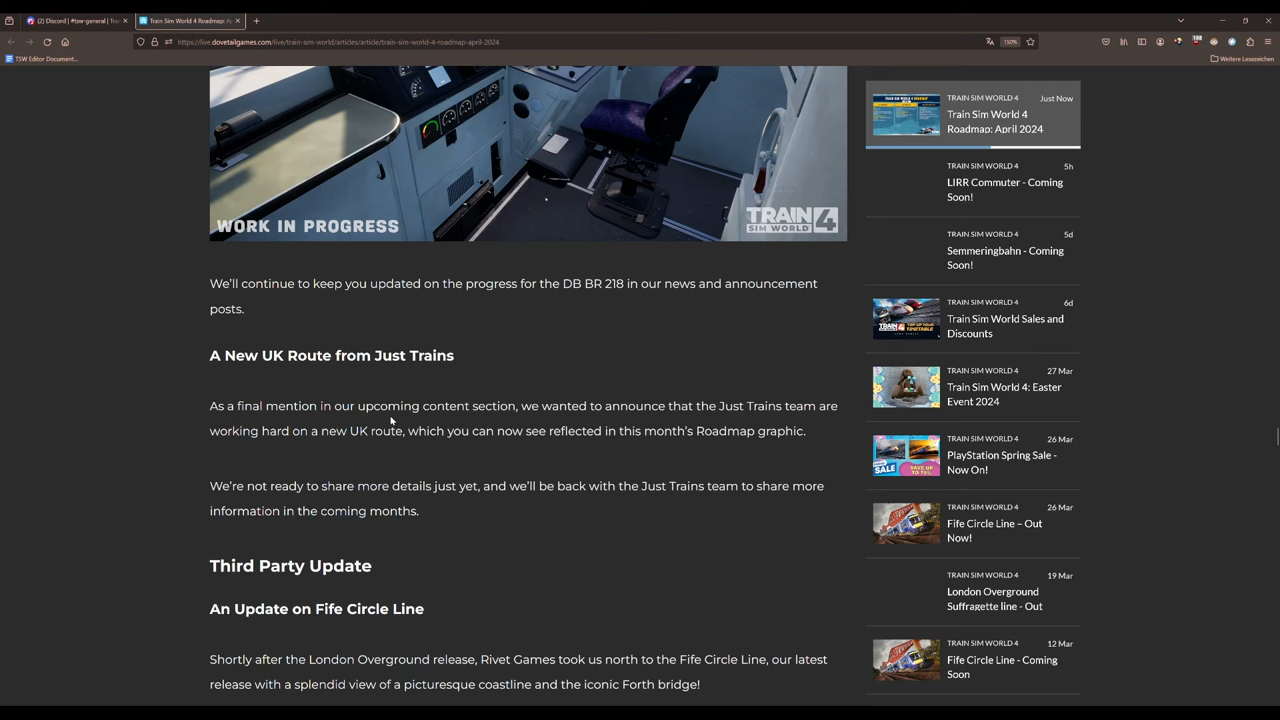 (2) Discord | #tsw-general | Tro
Train Sim World 4 Roadmap: Ap
https://live.dovetailgames.com/live/train-sim-world/articles/article/train-sim-world-4-roadmap-april-2024
150%
TSW Editor Document...
Weitere Lesezeichen
WORK IN PROGRESS
TRAIN
SIM WORLD 4
We'll continue to keep you updated on the progress for the DB BR 218 in our news and announcement
posts.
A New UK Route from Just Trains
As a final mention in our upcoming content section, we wanted to announce that the Just Trains team are
working hard on a new UK route, which you can now see reflected in this month's Roadmap graphic.
We're not ready to share more details just yet, and we'll be back with the Just Trains team to share more
information in the coming months.
Third Party Update
An Update on Fife Circle Line
Shortly after the London Overground release, Rivet Games took us north to the Fife Circle Line, our latest
release with a splendid view of a picturesque coastline and the iconic Forth bridge!
TRAIN SIM WORLD 4 Just Now
Train Sim World 4
Roadmap: April 2024
TRAIN SIM WORLD 4 5h
LIRR Commuter - Coming
Soon!
TRAIN SIM WORLD 4 5d
Semmeringbahn - Coming
Soon!
TRAIN SIM WORLD 4 6d
Train Sim World Sales and
Discounts
TRAIN SIM WORLD 4 27 Mar
Train Sim World 4: Easter
Event 2024
TRAIN SIM WORLD 4 26 Mar
PlayStation Spring Sale -
Now On!
TRAIN SIM WORLD 4 26 Mar
Fife Circle Line – Out
Now!
TRAIN SIM WORLD 4 19 Mar
London Overground
Suffragette line - Out
TRAIN SIM WORLD 4 12 Mar
Fife Circle Line - Coming
Soon